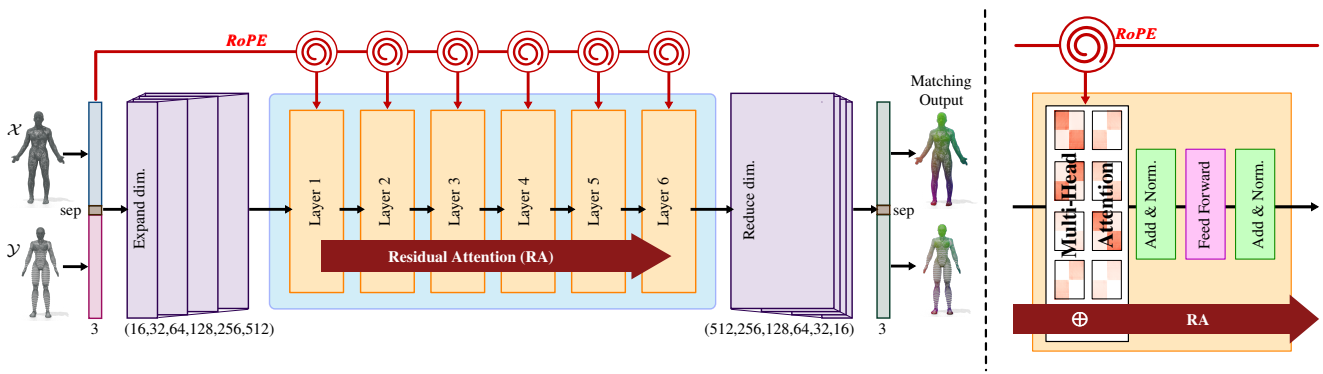 RoPE
𝒳
sep
𝒴
3
Expand dim.
(16,32,64,128,256,512)
Layer 1
Layer 2
Layer 3
Layer 4
Layer 5
Layer 6
Residual Attention (RA)
Reduce dim.
(512,256,128,64,32,16)
sep
3
Matching
Output
RoPE
Multi-Head
Attention
Add & Norm.
Feed Forward
Add & Norm.
⊕
RA